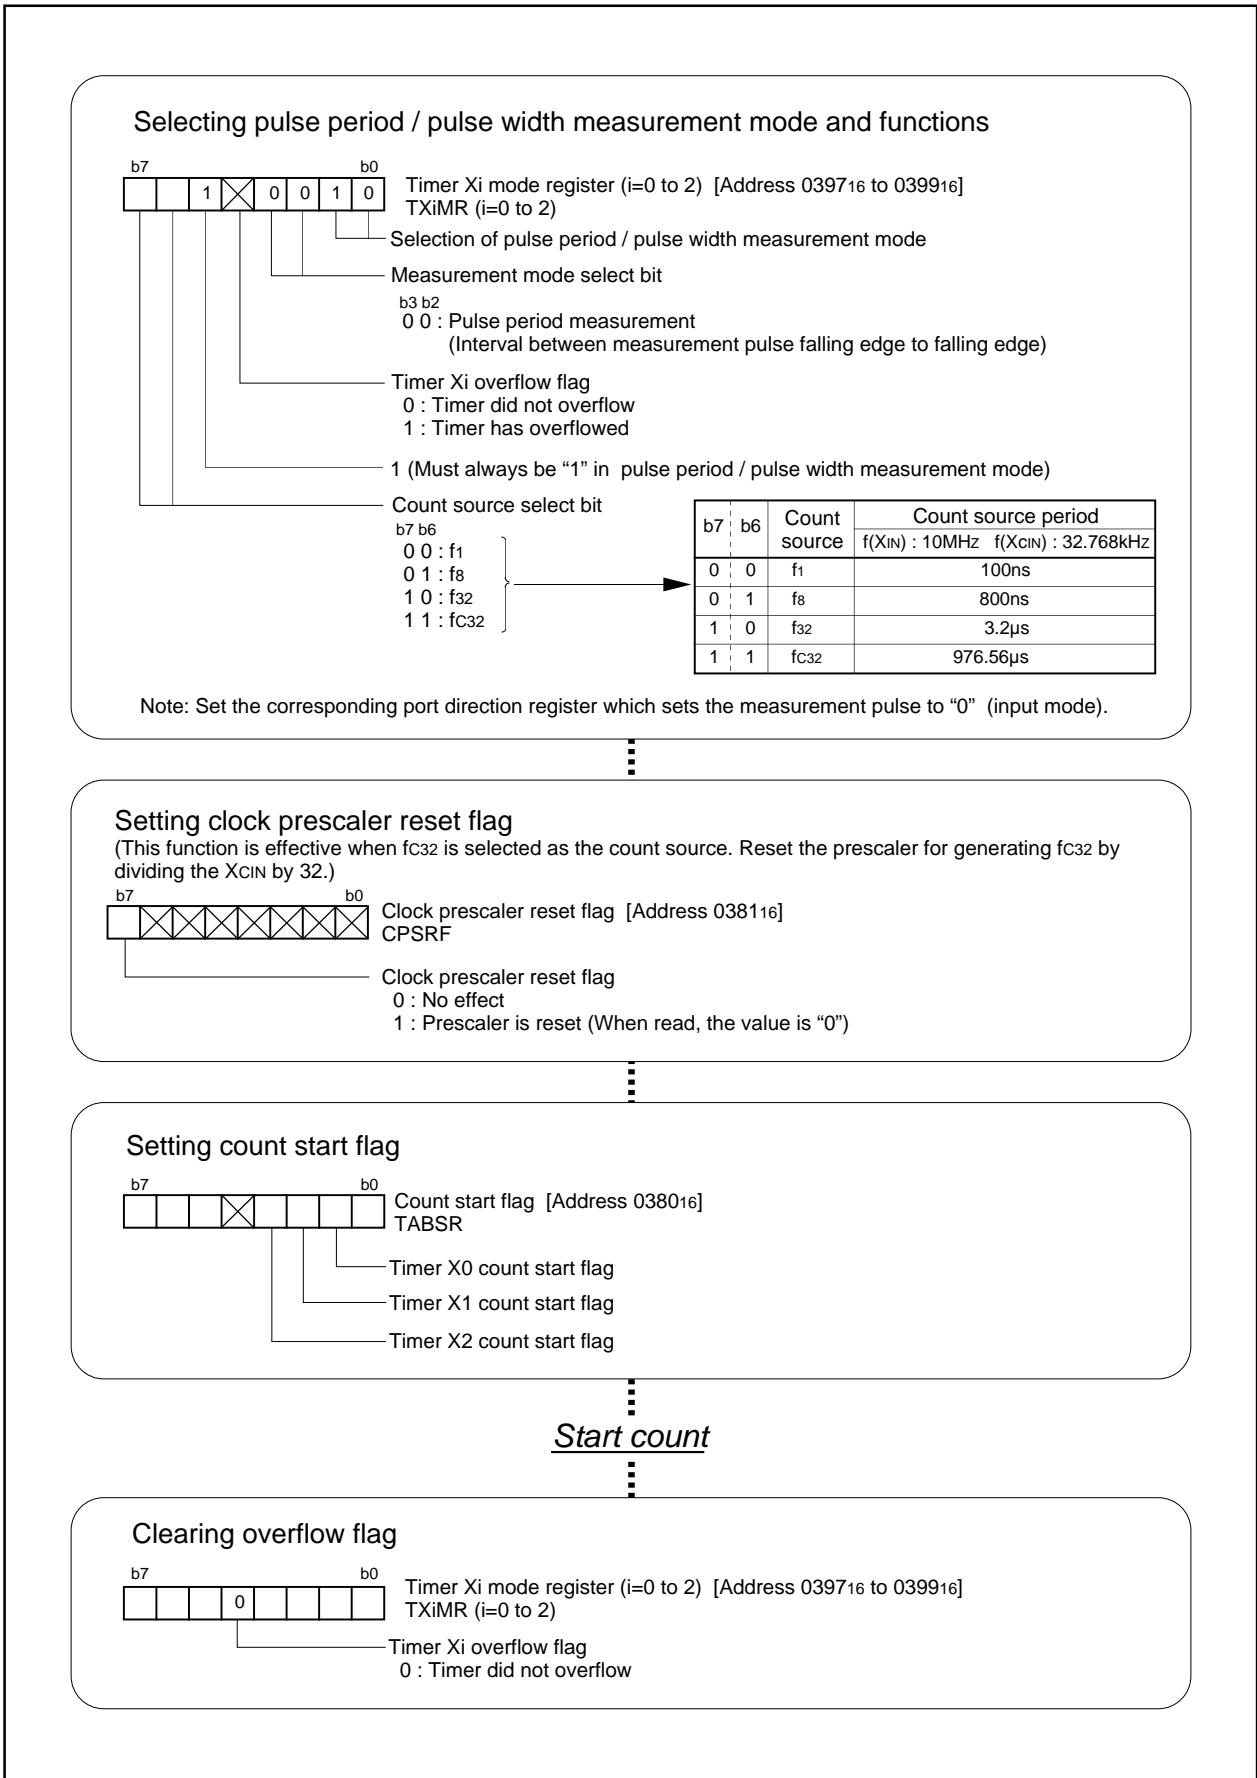 Selecting pulse period / pulse width measurement mode and functions
b7 b0
1 0 0 1 0
Timer Xi mode register (i=0 to 2) [Address 039716 to 039916]
TXiMR (i=0 to 2)
Selection of pulse period / pulse width measurement mode
Measurement mode select bit
b3 b2
0 0 : Pulse period measurement
(Interval between measurement pulse falling edge to falling edge)
Timer Xi overflow flag
0 : Timer did not overflow
1 : Timer has overflowed
1 (Must always be “1” in pulse period / pulse width measurement mode)
Count source select bit
b7 b6
0 0 : f1
0 1 : f8
1 0 : f32
1 1 : fC32
b7 b6 Count source Count source period
f(XIN) : 10MHZ f(XCIN) : 32.768kHZ
0 0 f1 100ns
0 1 f8 800ns
1 0 f32 3.2µs
1 1 fC32 976.56µs
Note: Set the corresponding port direction register which sets the measurement pulse to “0” (input mode).
Setting clock prescaler reset flag
(This function is effective when fC32 is selected as the count source. Reset the prescaler for generating fC32 by
dividing the XCIN by 32.)
b7 b0
Clock prescaler reset flag [Address 038116]
CPSRF
Clock prescaler reset flag
0 : No effect
1 : Prescaler is reset (When read, the value is “0”)
Setting count start flag
b7 b0
Count start flag [Address 038016]
TABSR
Timer X0 count start flag
Timer X1 count start flag
Timer X2 count start flag
Start count
Clearing overflow flag
b7 b0
0
Timer Xi mode register (i=0 to 2) [Address 039716 to 039916]
TXiMR (i=0 to 2)
Timer Xi overflow flag
0 : Timer did not overflow